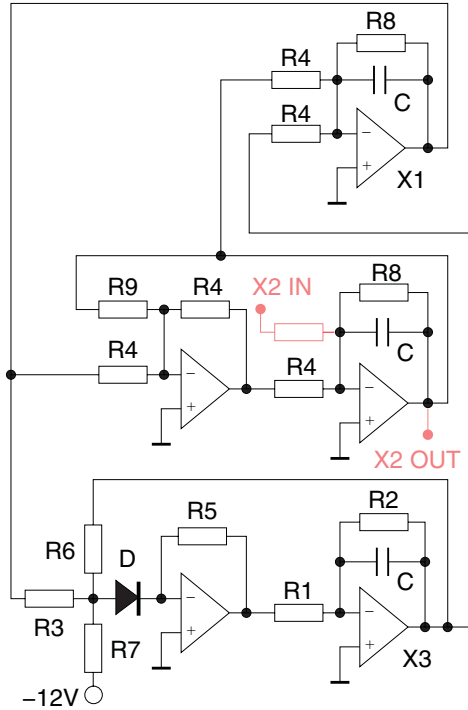 R8
R4
C
R4
−
+
X1
R9
R4
X2 IN
R8
C
R4
−
+
R4
−
+
X2 OUT
R6
D
R5
R2
C
R3
R7
−
+
R1
−
+
X3
−12V